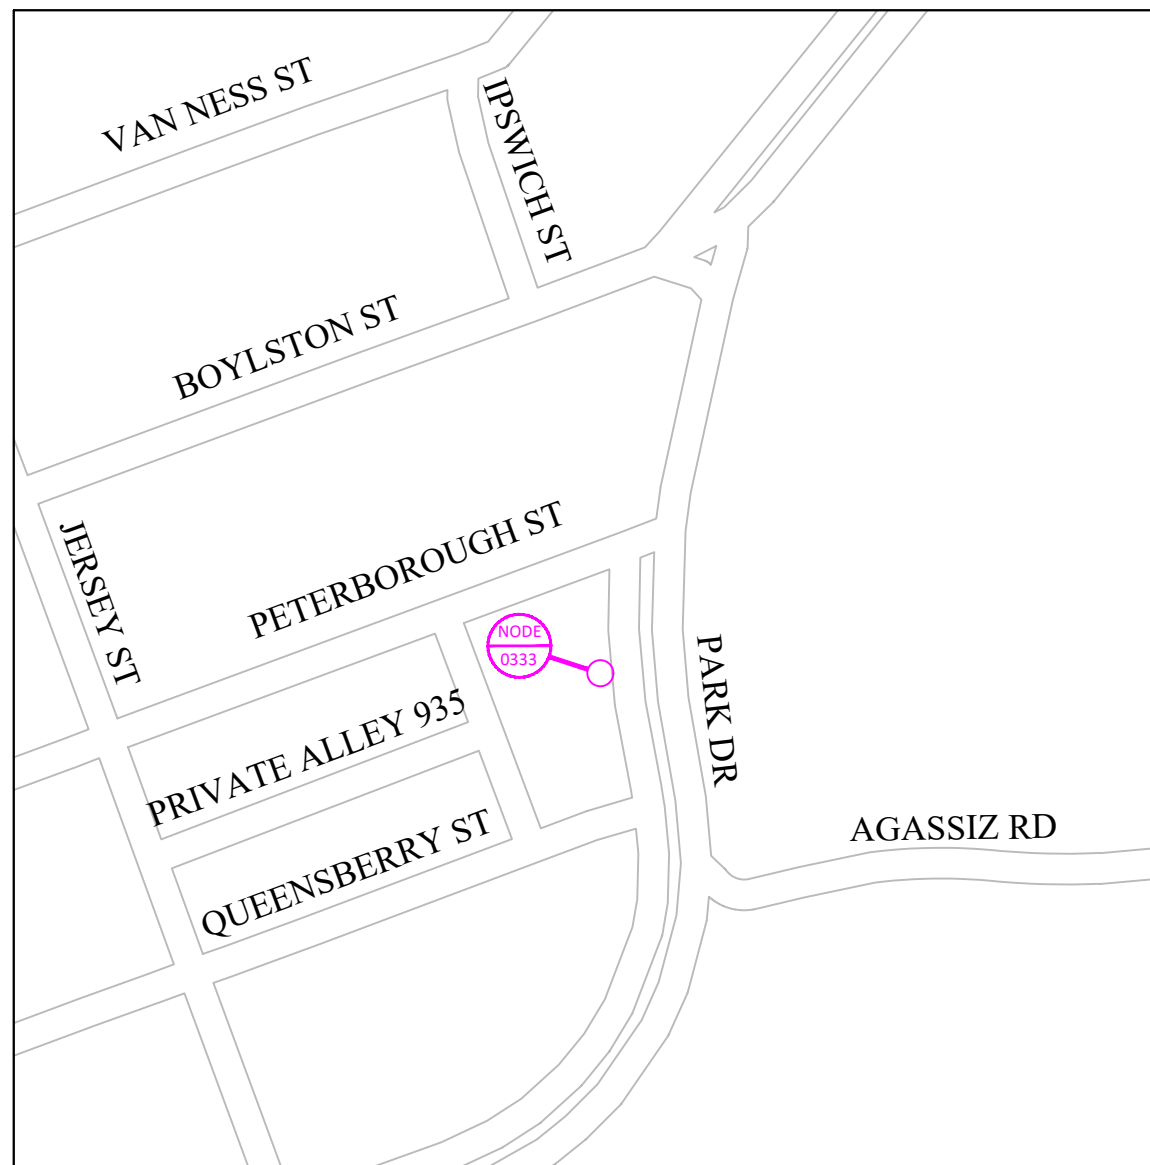 VAN NESS ST
IPSWICH ST
BOYLSTON ST
JERSEY ST
PETERBOROUGH ST
NODE
0333
PARK DR
PRIVATE ALLEY 935
QUEENSBERRY ST
AGASSIZ RD